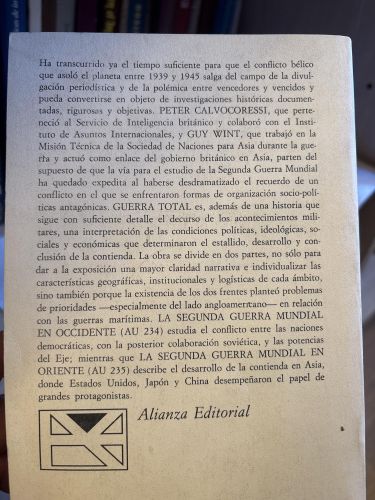 Ha transcurrido ya el tiempo suficiente para que el conflicto bélico
que asoló el planeta entre 1939 y 1945 salga del campo de la divul-
gación periodística y de la polémica entre vencedores y vencidos y
pueda convertirse en objeto de investigaciones históricas documen-
tadas, rigurosas y objetivas. PETER CALVOCORESSI, que perte-
neció al Servicio de Inteligencia británico y colaboró con el Insti-
tuto de Asuntos Internacionales, y GUY WINT, que trabajó en la
Misión Técnica de la Sociedad de Naciones para Asia durante la gue-
rra y actuó como enlace del gobierno británico en Asia, parten
del supuesto de que la vía para el estudio de la Segunda Guerra Mundial
ha quedado expedita al haberse desdramatizado el recuerdo de un
conflicto en el que se enfrentaron formas de organización socio-polí-
ticas antagónicas. GUERRA TOTAL es, además de una historia que
sigue con suficiente detalle el decurso de los acontecimientos mili-
tares, una interpretación de las condiciones políticas, ideológicas, so-
ciales y económicas que determinaron el estallido, desarrollo y con-
clusión de la contienda. La obra se divide en dos partes, no sólo para
dar a la exposición una mayor claridad narrativa e individualizar las
características geográficas, institucionales y logísticas de cada ámbito,
sino también porque la existencia de los dos frentes planteó problemas
de prioridades —especialmente del lado angloamericano— en relación
con las guerras marítimas. LA SEGUNDA GUERRA MUNDIAL
EN OCCIDENTE (AU 234) estudia el conflicto entre las naciones
democráticas, con la posterior colaboración soviética, y las potencias
del Eje; mientras que LA SEGUNDA GUERRA MUNDIAL EN
ORIENTE (AU 235) describe el desarrollo de la contienda en Asia,
donde Estados Unidos, Japón y China desempeñaron el papel de
grandes protagonistas.
Alianza Editorial